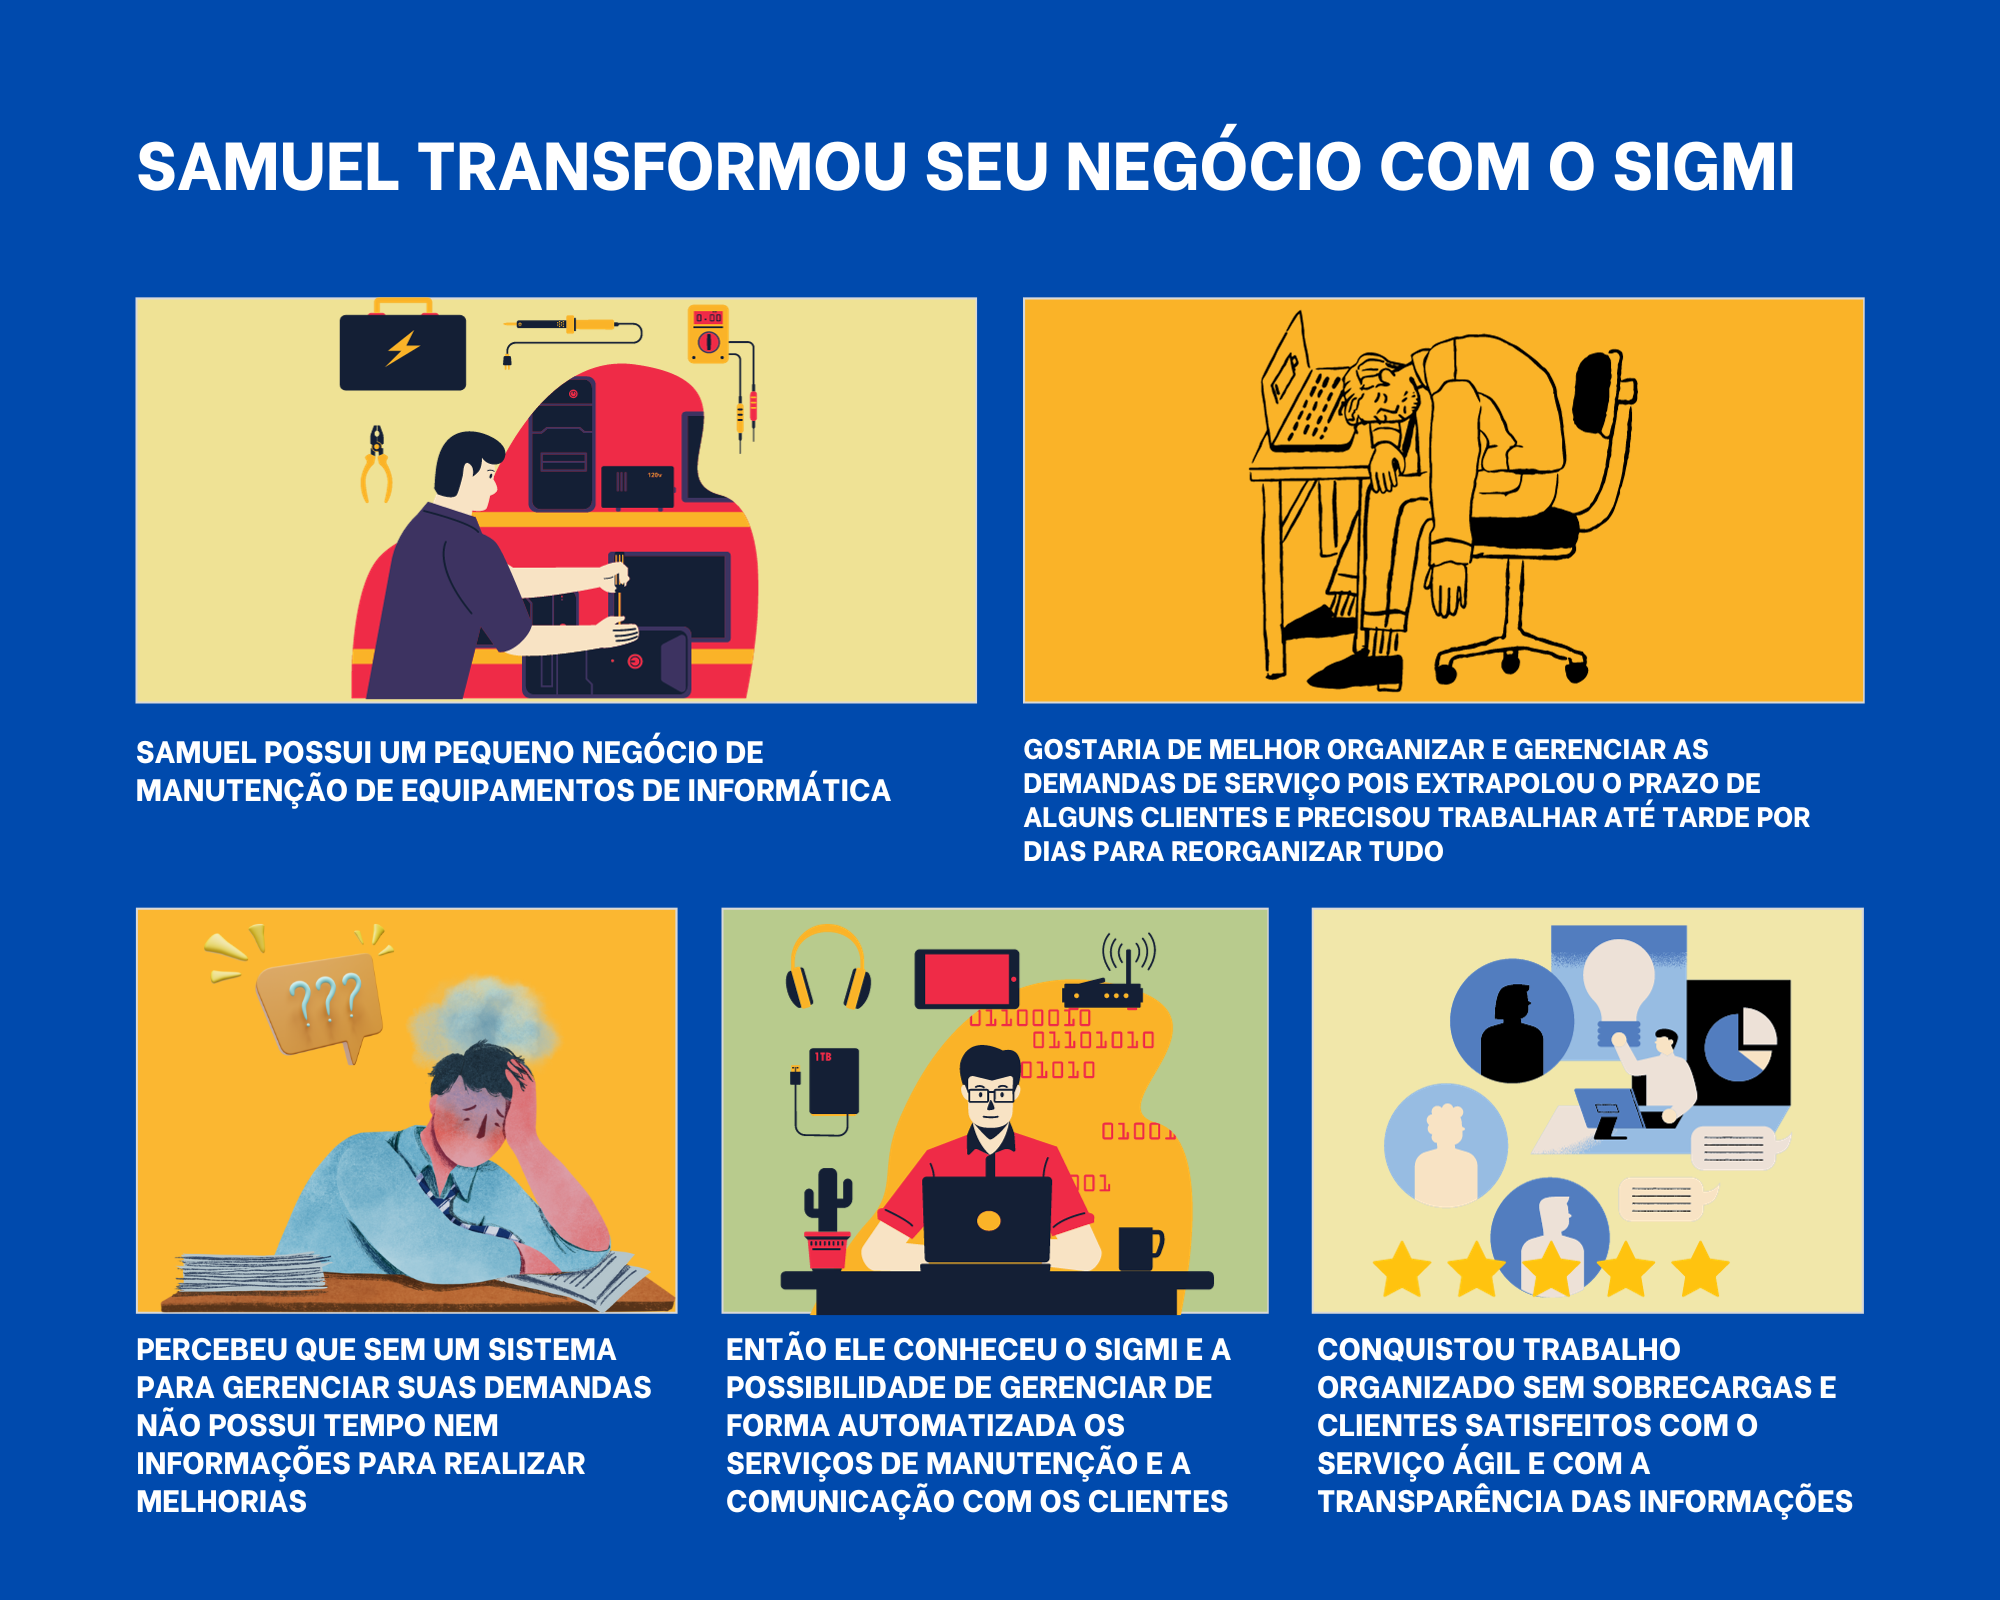 SAMUEL TRANSFORMOU SEU NEGÓCIO COM O SIGMI
0.00
120v
SAMUEL POSSUI UM PEQUENO NEGÓCIO DE
MANUTENÇÃO DE EQUIPAMENTOS DE INFORMÁTICA
GOSTARIA DE MELHOR ORGANIZAR E GERENCIAR AS
DEMANDAS DE SERVIÇO POIS EXTRAPOLOU O PRAZO DE
ALGUNS CLIENTES E PRECISOU TRABALHAR ATÉ TARDE POR
DIAS PARA REORGANIZAR TUDO
???
PERCEBEU QUE SEM UM SISTEMA
PARA GERENCIAR SUAS DEMANDAS
NÃO POSSUI TEMPO NEM
INFORMAÇÕES PARA REALIZAR
MELHORIAS
01100010
01101010
01010
1TB
01001
001
ENTÃO ELE CONHECEU O SIGMI E A
POSSIBILIDADE DE GERENCIAR DE
FORMA AUTOMATIZADA OS
SERVIÇOS DE MANUTENÇÃO E A
COMUNICAÇÃO COM OS CLIENTES
CONQUISTOU TRABALHO
ORGANIZADO SEM SOBRECARGAS E
CLIENTES SATISFEITOS COM O
SERVIÇO ÁGIL E COM A
TRANSPARÊNCIA DAS INFORMAÇÕES